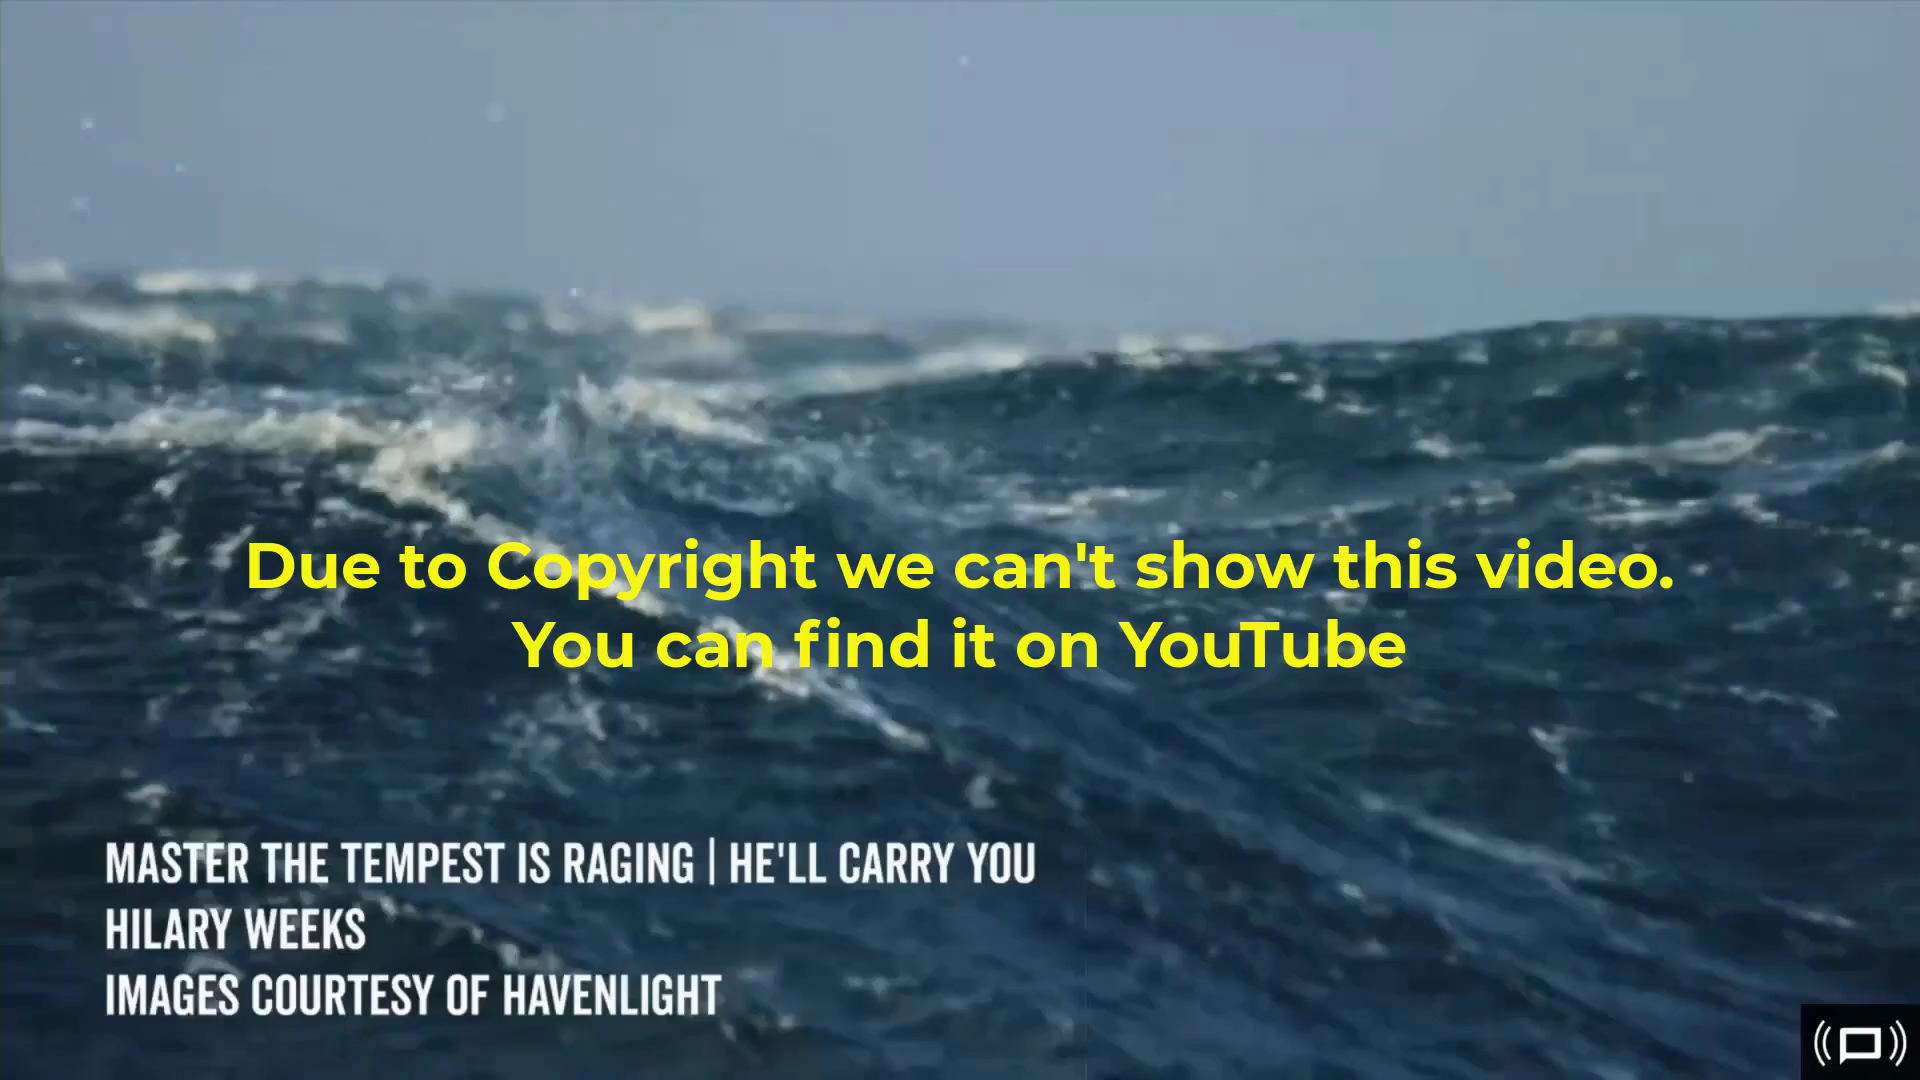 Due to Copyright we can't show this video.
You can find it on YouTube
MASTER THE TEMPEST IS RAGING | HE'LL CARRY YOU
HILARY WEEKS
IMAGES COURTESY OF HAVENLIGHT